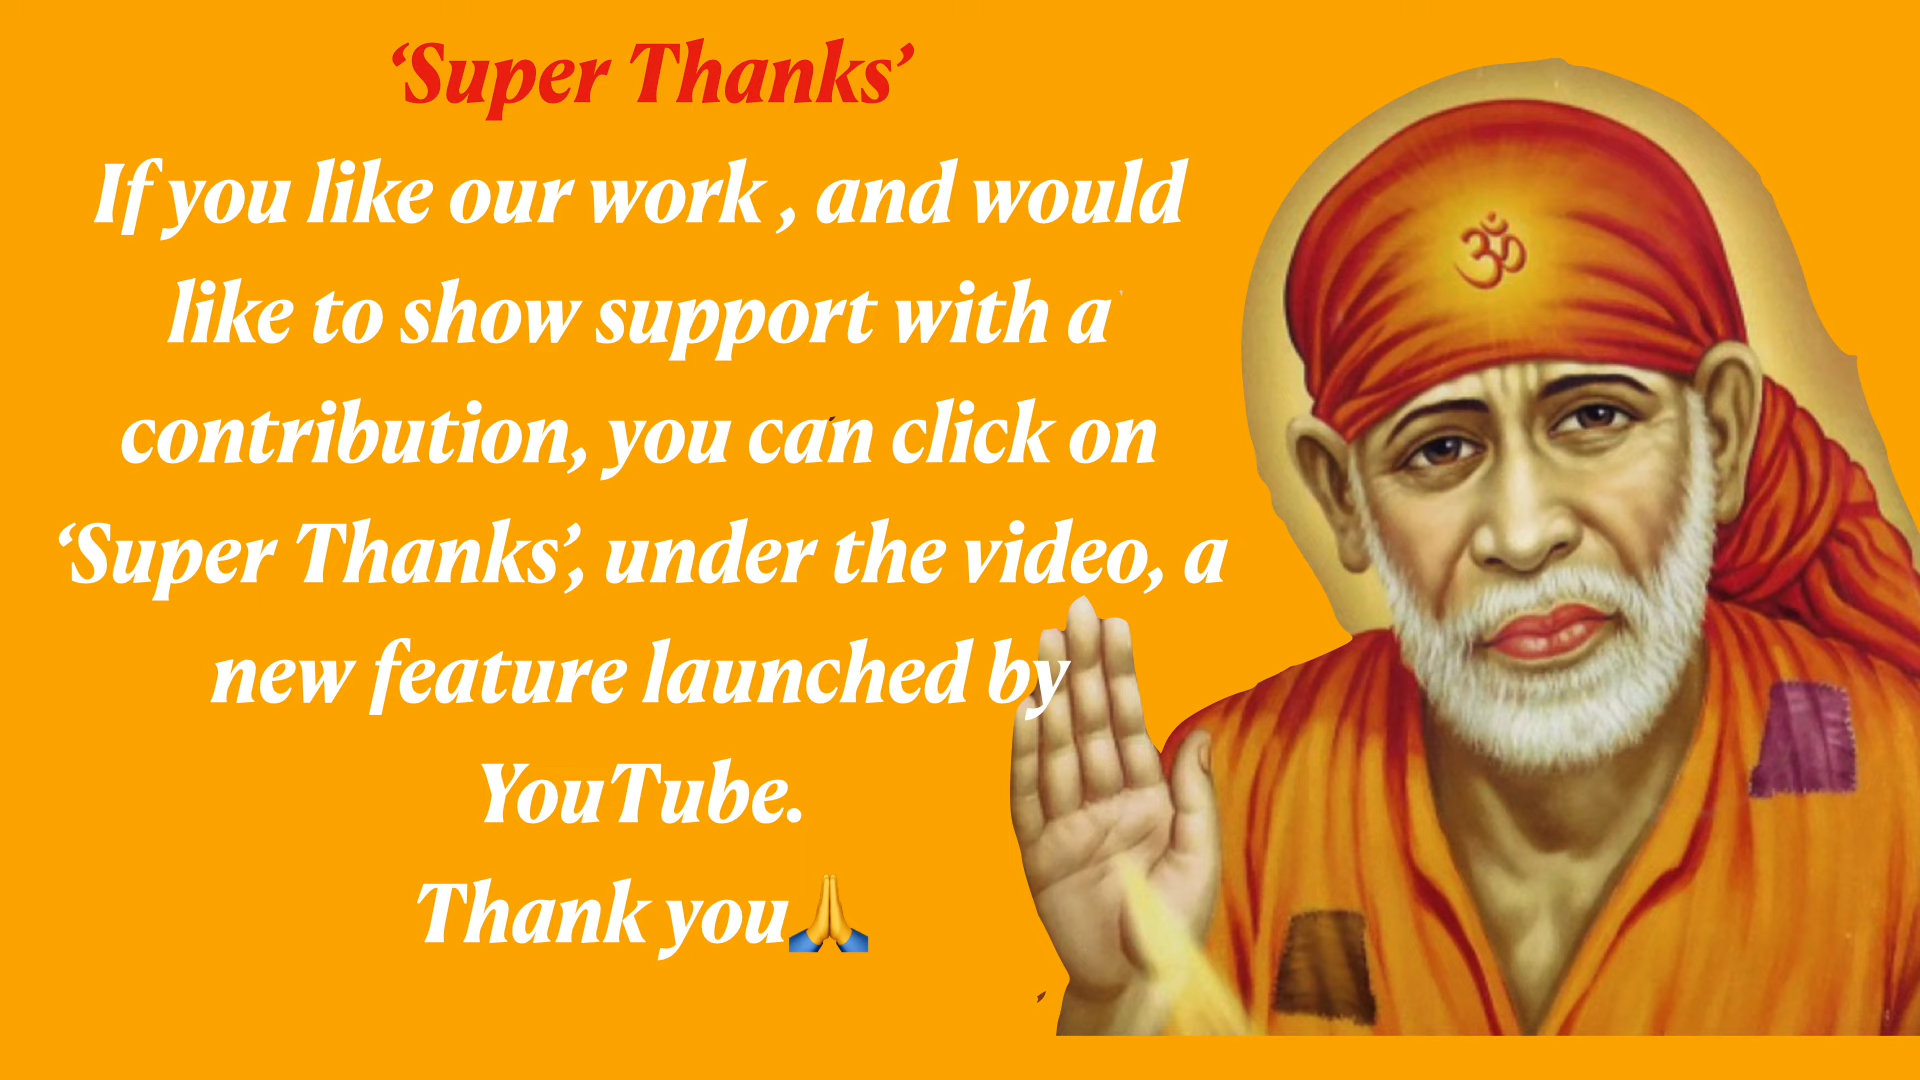 ‘Super Thanks’
If you like our work , and would
like to show support with a
contribution, you can click on
‘Super Thanks’, under the video, a
new feature launched by
YouTube.
Thank you🙏
ॐ